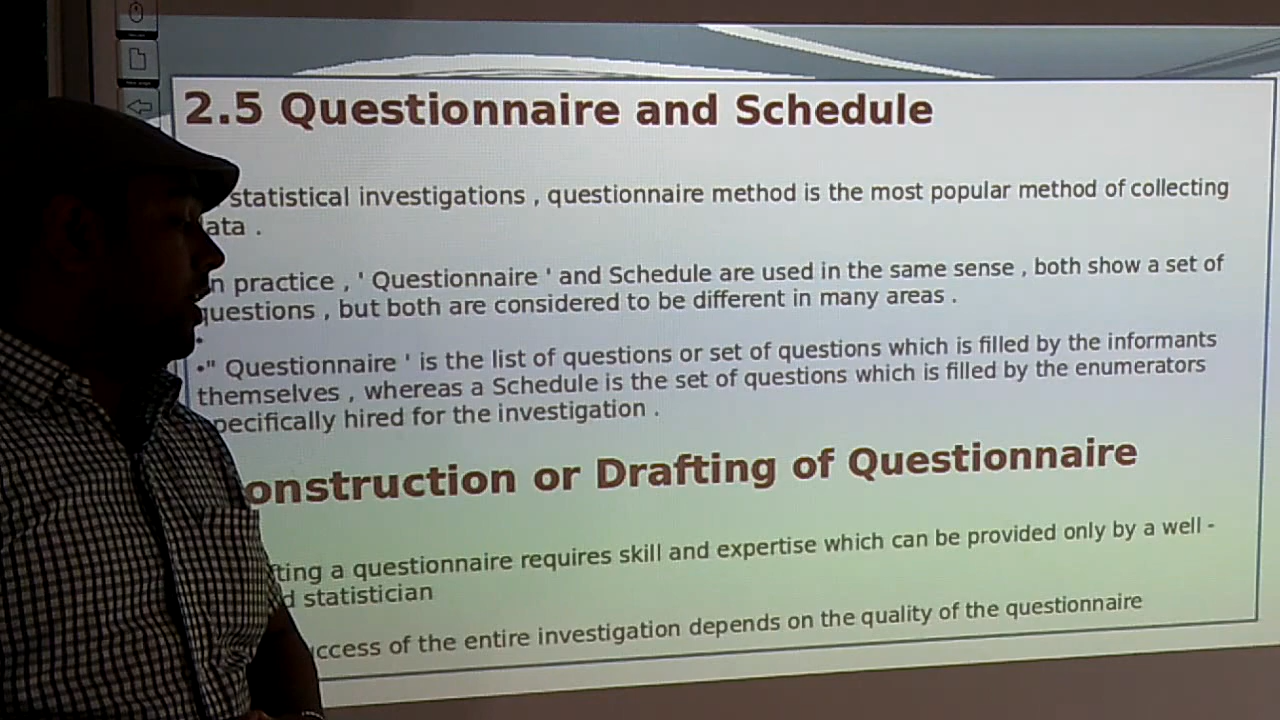 2.5 Questionnaire and Schedule
statistical investigations , questionnaire method is the most popular method of collecting
ata .
n practice , ' Questionnaire ' and Schedule are used in the same sense , both show a set of
uestions , but both are considered to be different in many areas .
•
•" Questionnaire ' is the list of questions or set of questions which is filled by the informants
themselves , whereas a Schedule is the set of questions which is filled by the enumerators
pecifically hired for the investigation .
onstruction or Drafting of Questionnaire
ting a questionnaire requires skill and expertise which can be provided only by a well -
d statistician
ccess of the entire investigation depends on the quality of the questionnaire